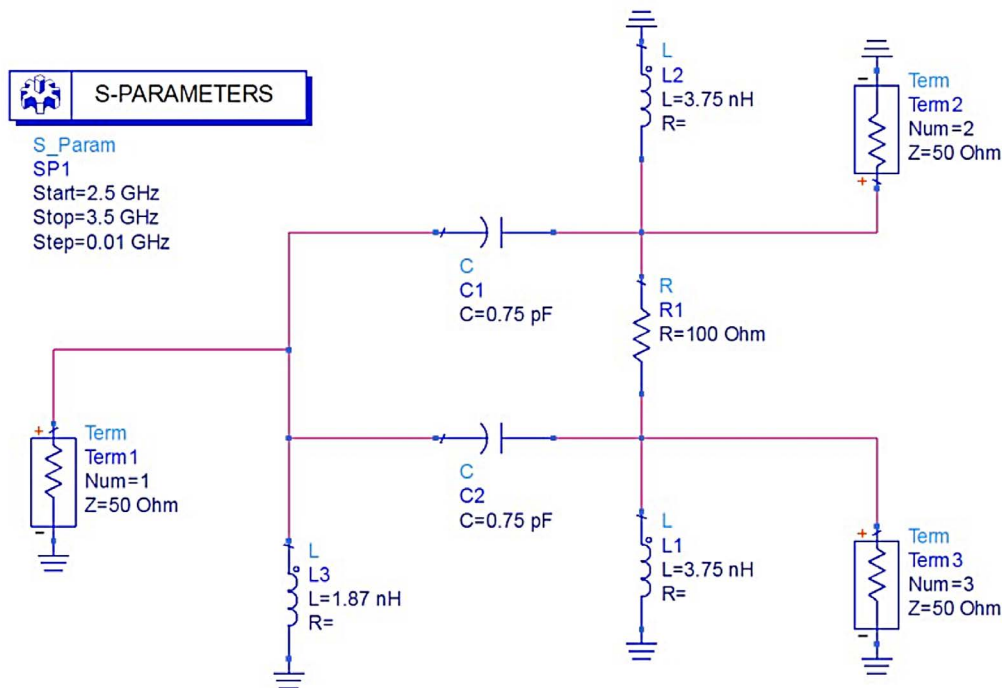 S-PARAMETERS
S_Param
SP1
Start=2.5 GHz
Stop=3.5 GHz
Step=0.01 GHz
L
L2
L=3.75 nH
R=
-
Term
Term2
Num=2
Z=50 Ohm
+
C
C1
C=0.75 pF
R
R1
R=100 Ohm
+
Term
Term1
Num=1
Z=50 Ohm
-
C
C2
C=0.75 pF
L
L3
L=1.87 nH
R=
L
L1
L=3.75 nH
R=
+
Term
Term3
Num=3
Z=50 Ohm
-